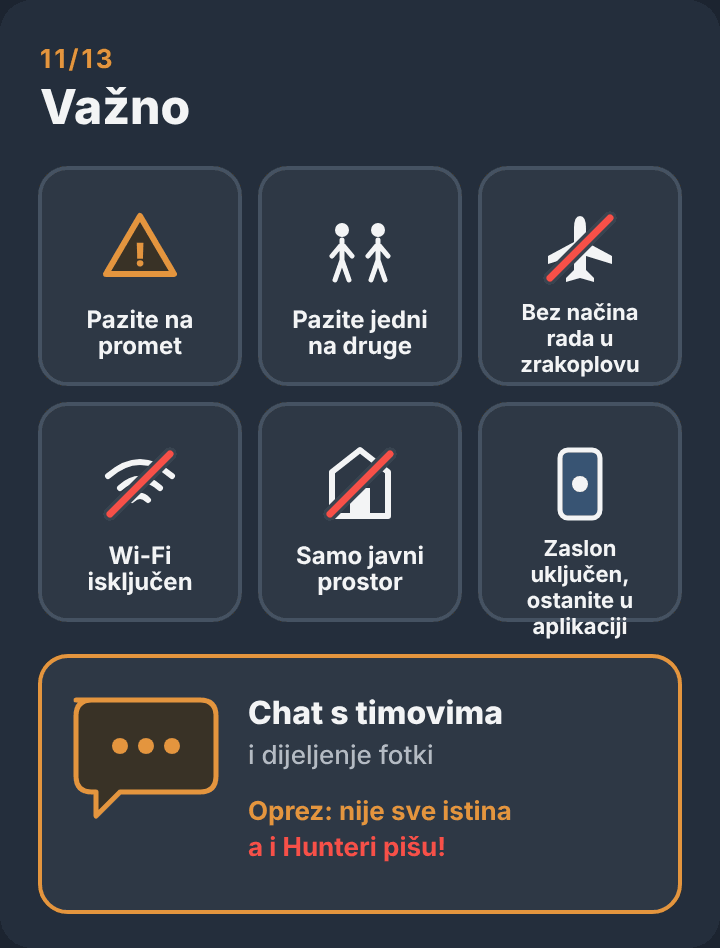 11/13
Važno
!
Pazite na
promet
Pazite jedni
na druge
Bez načina
rada u
zrakoplovu
Wi-Fi
isključen
Samo javni
prostor
Zaslon
uključen,
ostanite u
aplikaciji
Chat s timovima
i dijeljenje fotki
Oprez: nije sve istina
a i Hunteri pišu!